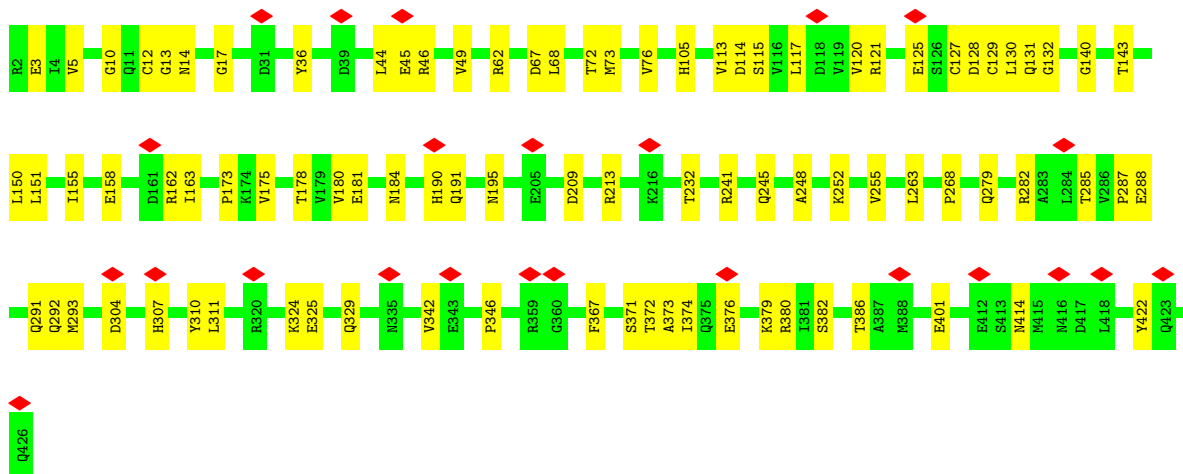 R2 E3 I4 V5 G10 Q11 C12 G13 N14 G17 D31 Y36 D39 L44 E45 R46 V49 R62 D67 L68 T72 M73 V76 H105 V113 D114 S115 V116 L117 D118 V119 V120 R121 E125 S126 C127 D128 C129 L130 Q131 G132 G140 T143
L150 L151 I155 E158 D161 R162 I163 P173 K174 V175 T178 V179 V180 E181 N184 H190 Q191 N195 E205 D209 R213 K216 T232 R241 Q245 A248 K252 V255 L263 P268 Q279 R282 A283 L284 T285 V286 P287 E288
Q291 Q292 M293 D304 H307 Y310 L311 R320 K324 E325 Q329 N335 V342 E343 P346 R359 G360 F367 S371 T372 A373 I374 Q375 E376 K379 R380 I381 S382 T386 A387 M388 E401 E412 S413 N414 M415 N416 D417 L418 Y422 Q423
Q426